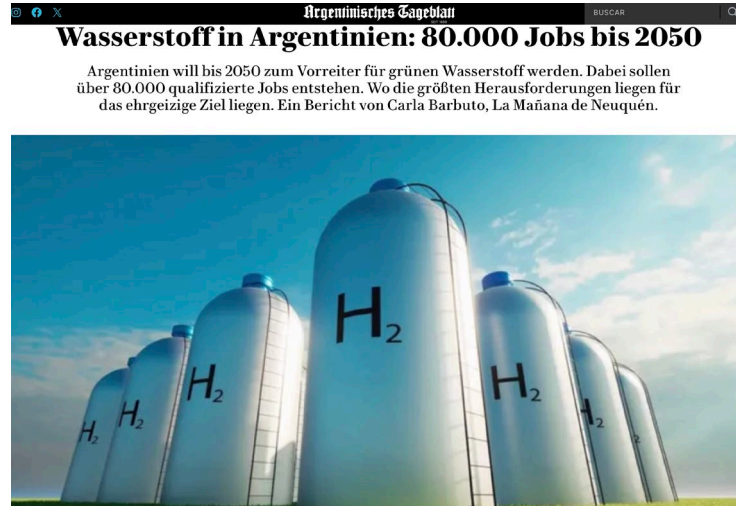 Argentinisches Tageblatt
BUSCAR
Wasserstoff in Argentinien: 80.000 Jobs bis 2050
Argentinien will bis 2050 zum Vorreiter für grünen Wasserstoff werden. Dabei sollen
über 80.000 qualifizierte Jobs entstehen. Wo die größten Herausforderungen liegen für
das ehrgeizige Ziel liegen. Ein Bericht von Carla Barbuto, La Mañana de Neuquén.
H2
H2
H2
H2
H2
H2
2